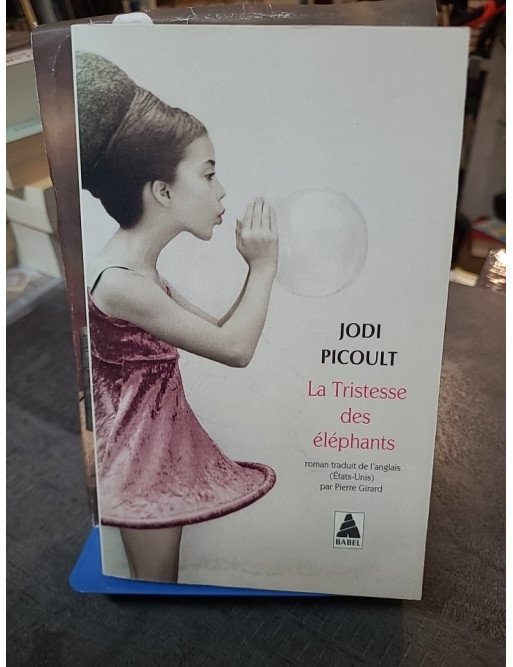 JODI
PICOULT
La Tristesse
des
éléphants
roman traduit de l'anglais
(États-Unis)
par Pierre Girard
BABEL